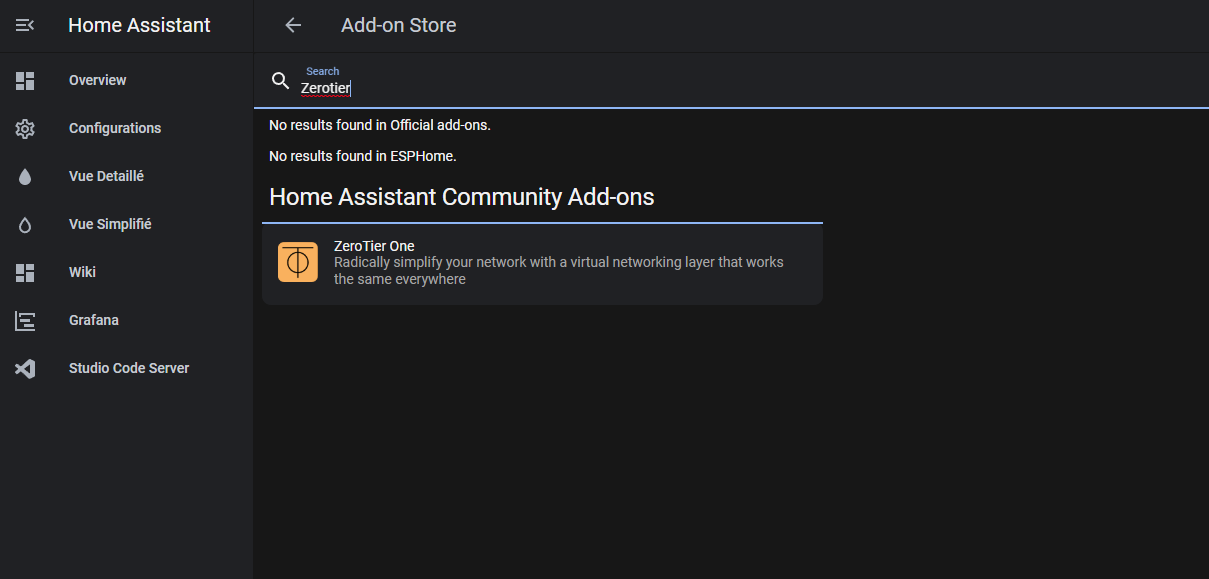 Home Assistant
Add-on Store
Overview
Configurations
Vue Detaillé
Vue Simplifié
Wiki
Grafana
Studio Code Server
Search
Zerotier
No results found in Official add-ons.
No results found in ESPHome.
Home Assistant Community Add-ons
ZeroTier One
Radically simplify your network with a virtual networking layer that works
the same everywhere